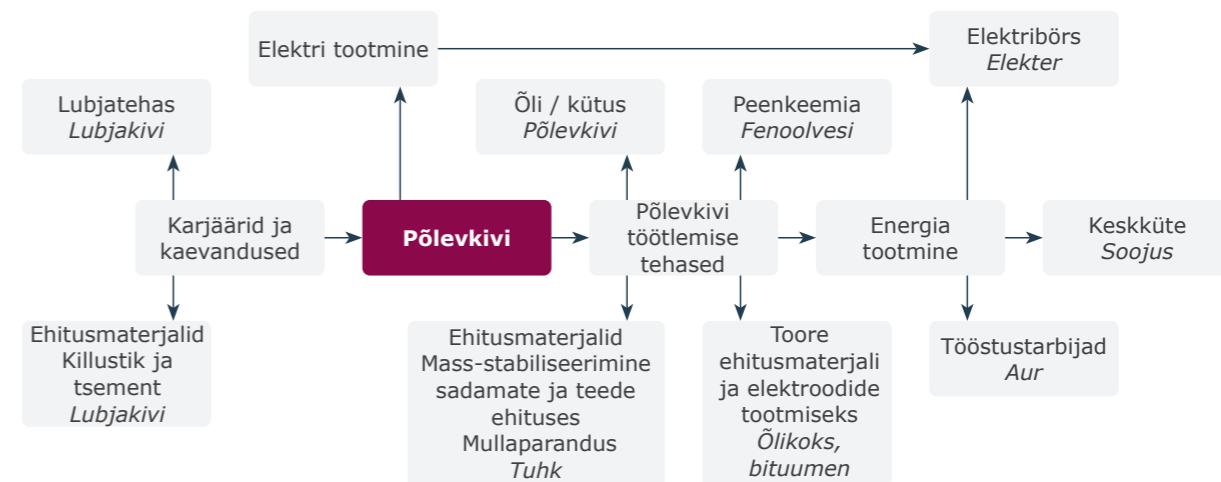 Elektri tootmine
Elektribörs
Elekter
Lubjatehas
Lubjakivi
Õli / kütus
Põlevkivi
Peenkeemia
Fenoolvesi
Karjäärid ja
kaevandused
Põlevkivi
Põlevkivi
töötlemise
tehased
Energia
tootmine
Keskküte
Soojus
Ehitusmaterjalid
Killustik ja
tsement
Lubjakivi
Ehitusmaterjalid
Mass-stabiliseerimine
sadamate ja teede
ehituses
Mullaparandus
Tuhk
Toore
ehitusmaterjali
ja elektroodide
tootmiseks
Õlikoks,
bituumen
Tööstustarbijad
Aur